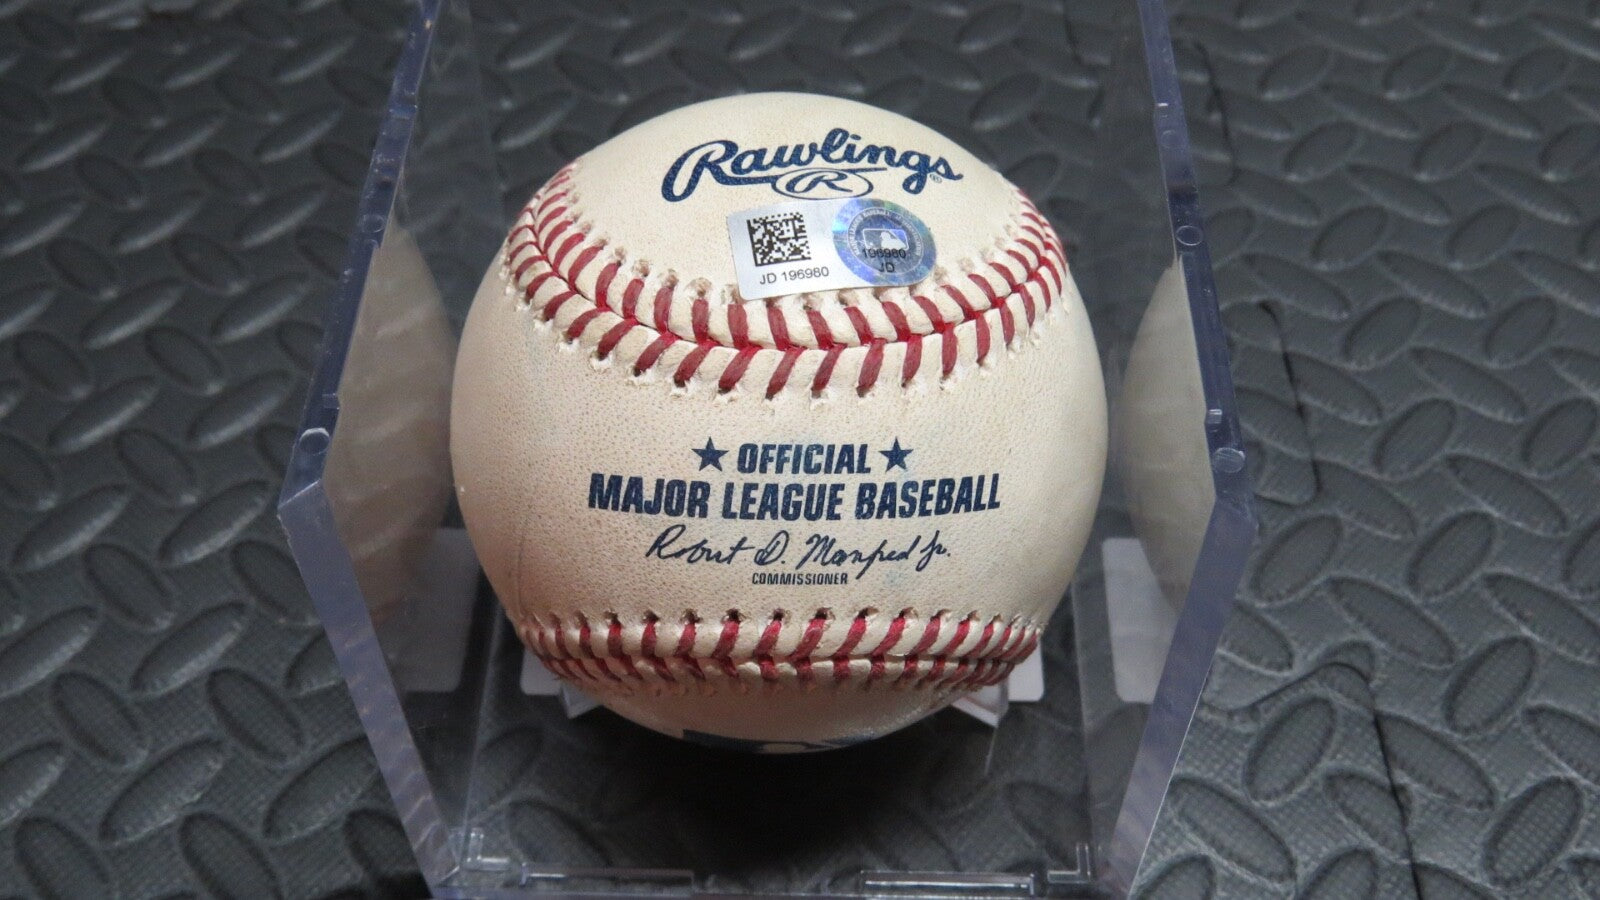 Rawlings®
R
JD 196980
196980
JD
OFFICIAL
MAJOR LEAGUE BASEBALL
Robert D. Manfred Jr.
COMMISSIONER